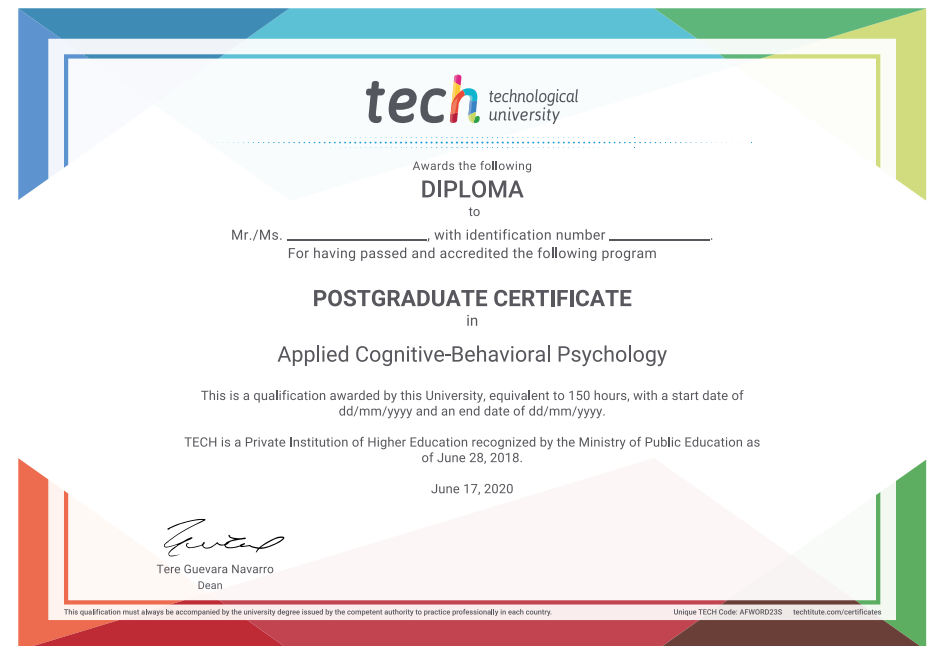 tech technological
university
Awards the following
DIPLOMA
to
Mr./Ms. ____________________, with identification number ______________.
For having passed and accredited the following program
POSTGRADUATE CERTIFICATE
in
Applied Cognitive-Behavioral Psychology
This is a qualification awarded by this University, equivalent to 150 hours, with a start date of
dd/mm/yyyy and an end date of dd/mm/yyyy.
TECH is a Private Institution of Higher Education recognized by the Ministry of Public Education as
of June 28, 2018.
June 17, 2020
Tere Guevara Navarro
Dean
This qualification must always be accompanied by the university degree issued by the competent authority to practice professionally in each country.
Unique TECH Code: AFWORD23S techtitute.com/certificates